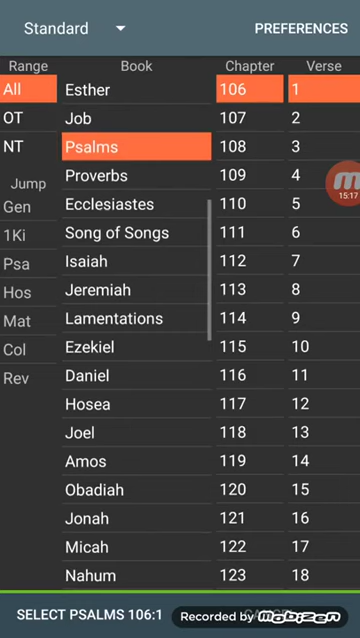 Standard PREFERENCES
Range Book Chapter Verse
All Esther 106 1
OT Job 107 2
NT Psalms 108 3
Proverbs 109 4
Jump
Gen Ecclesiastes 110 5
1Ki Song of Songs 111 6
Psa Isaiah 112 7
Hos Jeremiah 113 8
Mat Lamentations 114 9
Col Ezekiel 115 10
Rev Daniel 116 11
Hosea 117 12
Joel 118 13
Amos 119 14
Obadiah 120 15
Jonah 121 16
Micah 122 17
Nahum 123 18
15:17
SELECT PSALMS 106:1 CANCEL
Recorded by mobizen